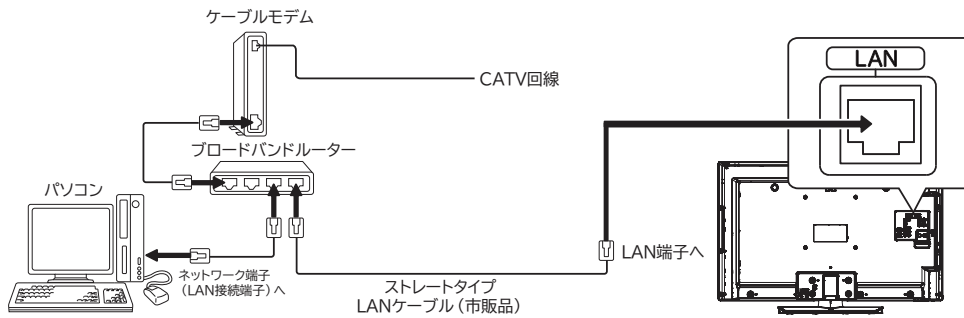 ケーブルモデム
CATV回線
ブロードバンドルーター
パソコン
ネットワーク端子
（LAN接続端子）へ
ストレートタイプ
LANケーブル（市販品）
LAN端子へ
LAN